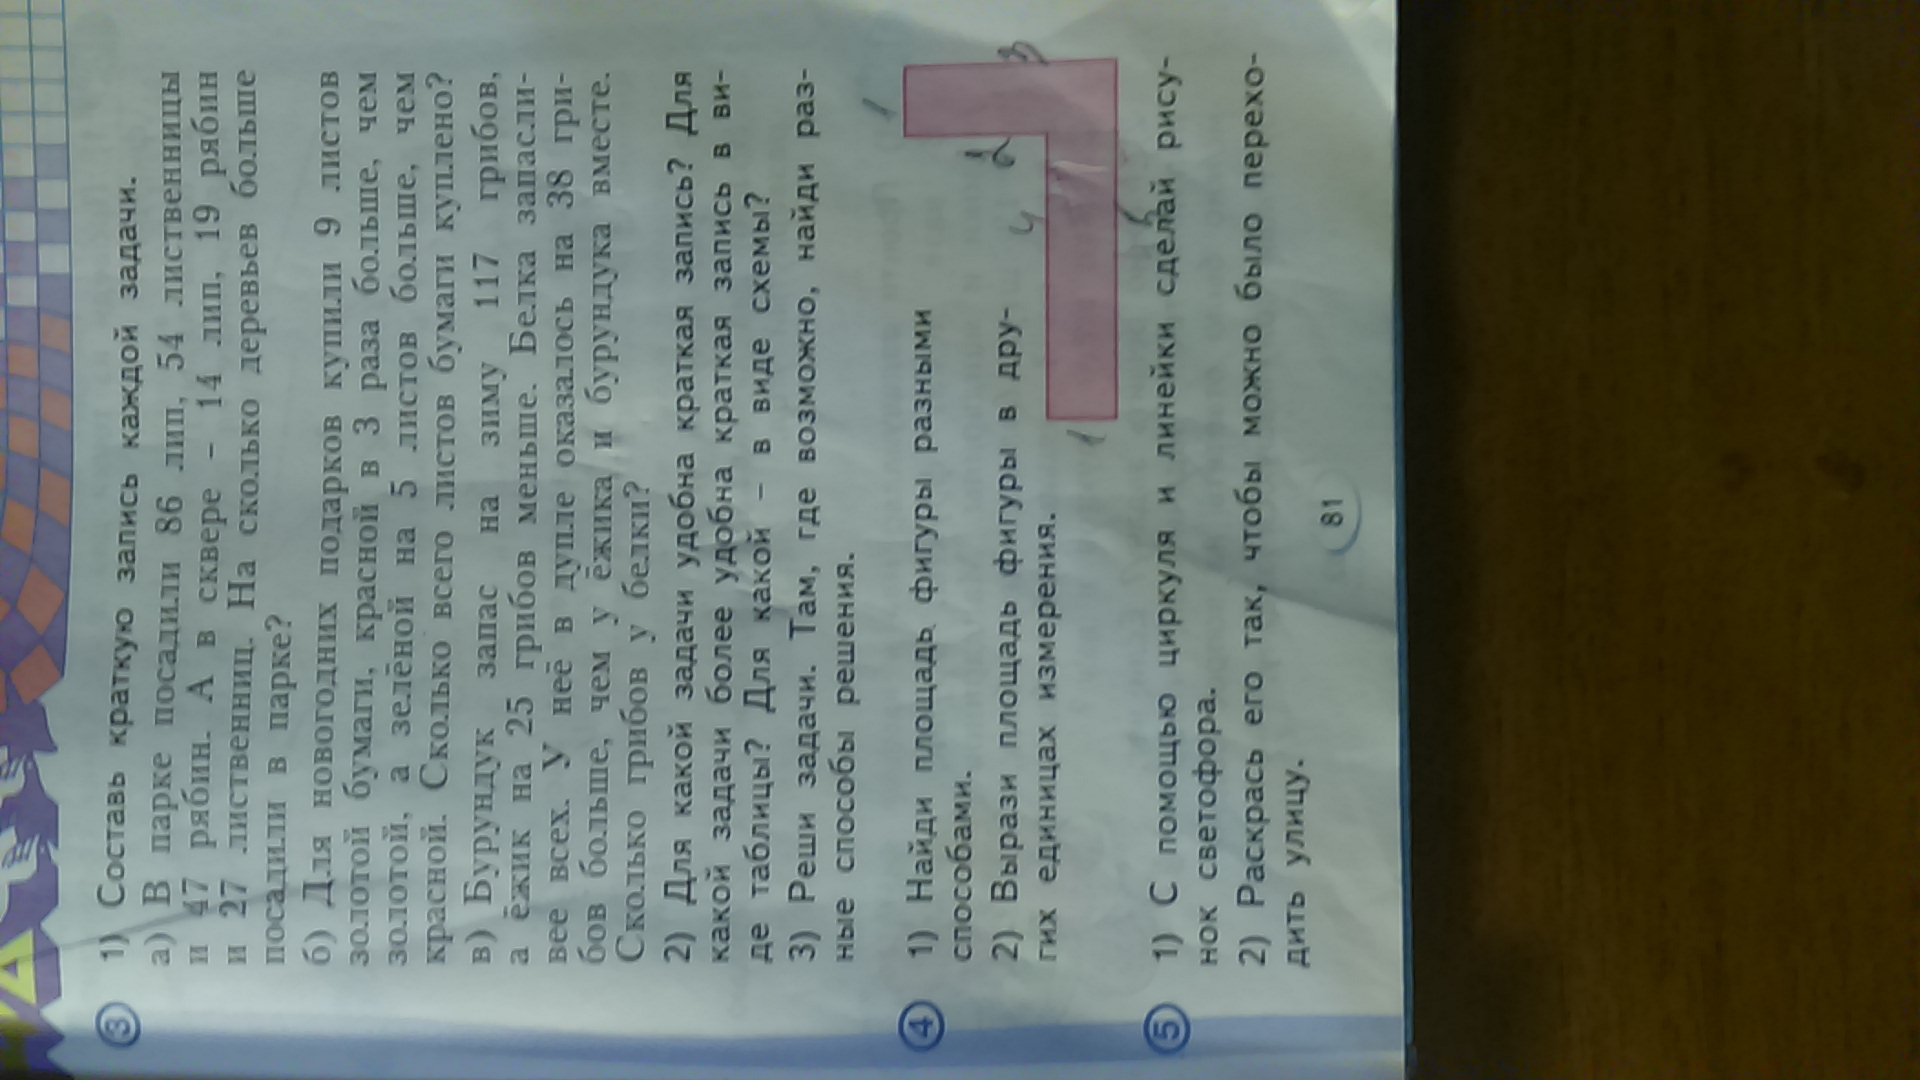 3 1) Составь краткую запись каждой задачи.
а) В парке посадили 86 лип, 54 лиственницы
и 47 рябин. А в сквере – 14 лип, 19 рябин
и 27 лиственниц. На сколько деревьев больше
посадили в парке?
б) Для новогодних подарков купили 9 листов
золотой бумаги, красной в 3 раза больше, чем
золотой, а зелёной на 5 листов больше, чем
красной. Сколько всего листов бумаги куплено?
в) Бурундук запас на зиму 117 грибов,
а ёжик на 25 грибов меньше. Белка запасли-
вее всех. У неё в дупле оказалось на 38 гри-
бов больше, чем у ёжика и бурундука вместе.
Сколько грибов у белки?
2) Для какой задачи удобна краткая запись? Для
какой задачи более удобна краткая запись в ви-
де таблицы? Для какой – в виде схемы?
3) Реши задачи. Там, где возможно, найди раз-
ные способы решения.
4 1) Найди площадь фигуры разными
способами.
2) Вырази площадь фигуры в дру-
гих единицах измерения.
1
3
2
4
5
1
5 1) С помощью циркуля и линейки сделай рису-
нок светофора.
2) Раскрась его так, чтобы можно было перехо-
дить улицу.
81